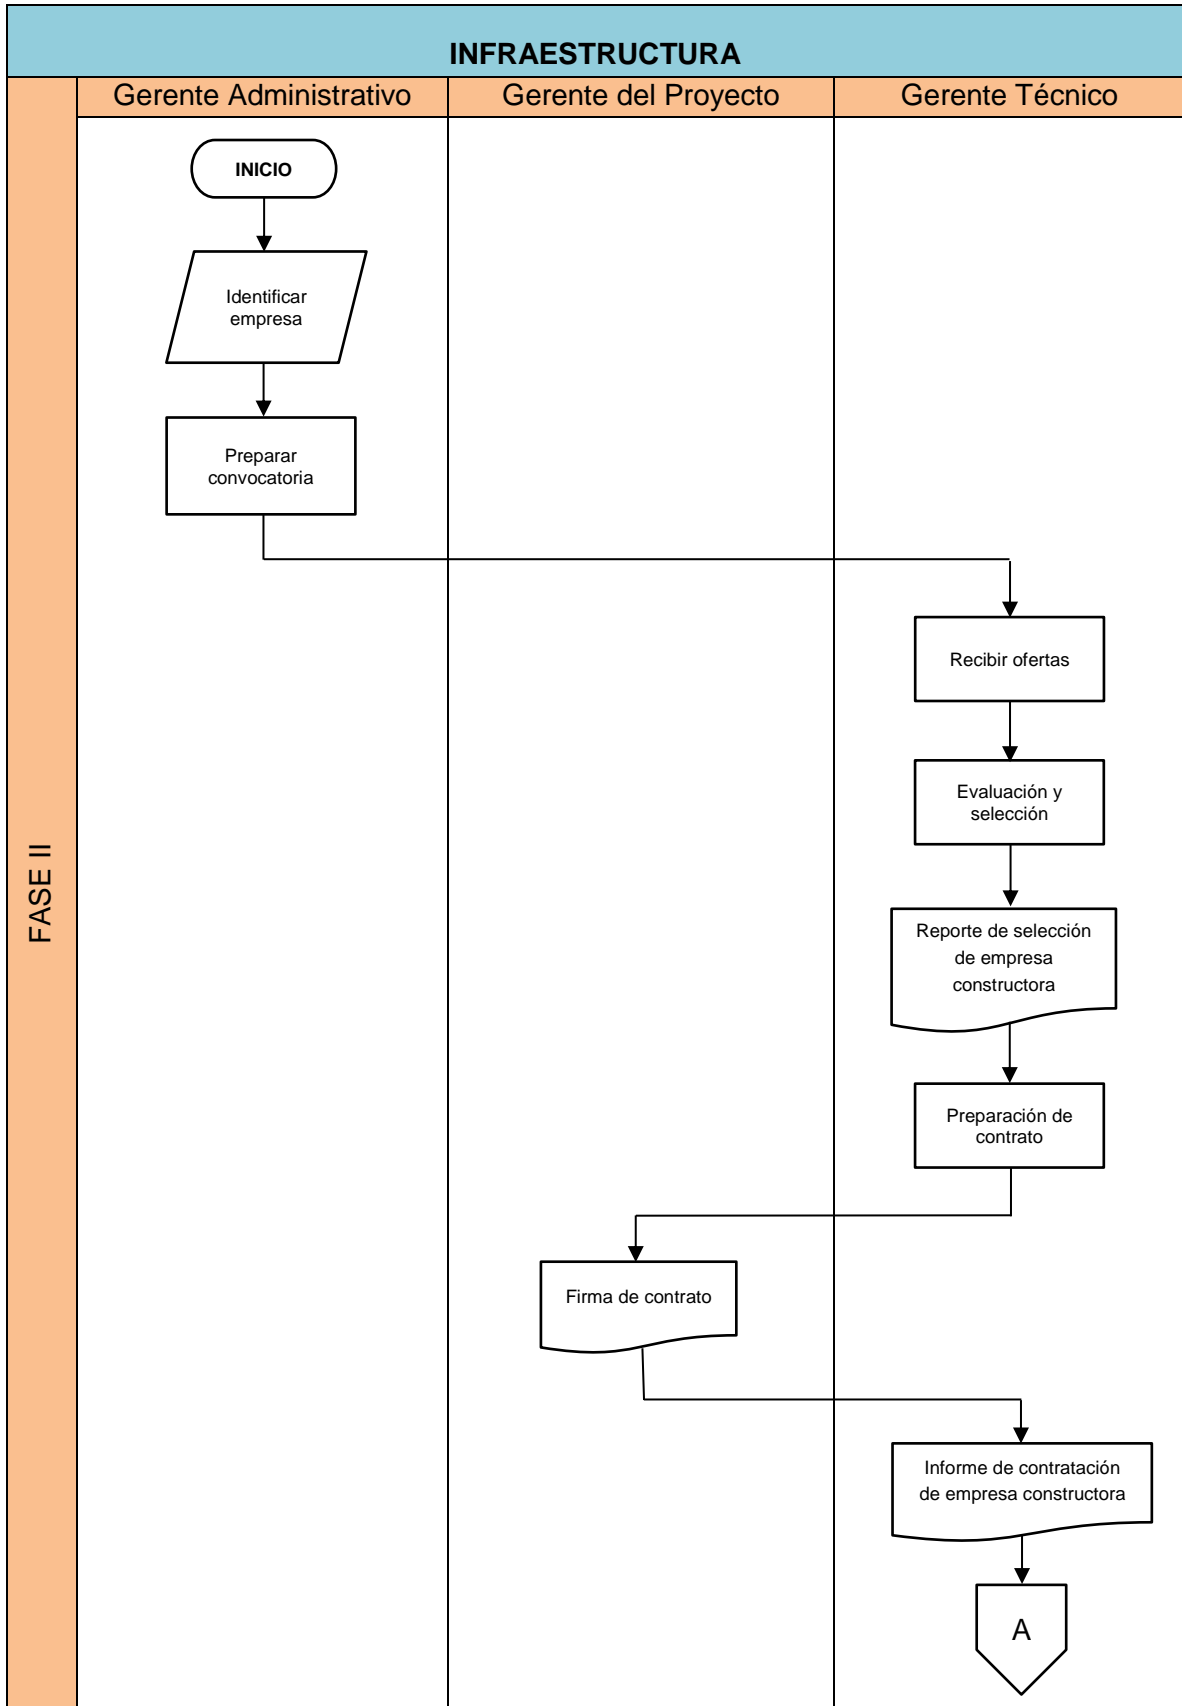 INFRAESTRUCTURA
Gerente Administrativo
Gerente del Proyecto
Gerente Técnico
FASE II
INICIO
Identificar
empresa
Preparar
convocatoria
Recibir ofertas
Evaluación y
selección
Reporte de selección
de empresa
constructora
Preparación de
contrato
Firma de contrato
Informe de contratación
de empresa constructora
A